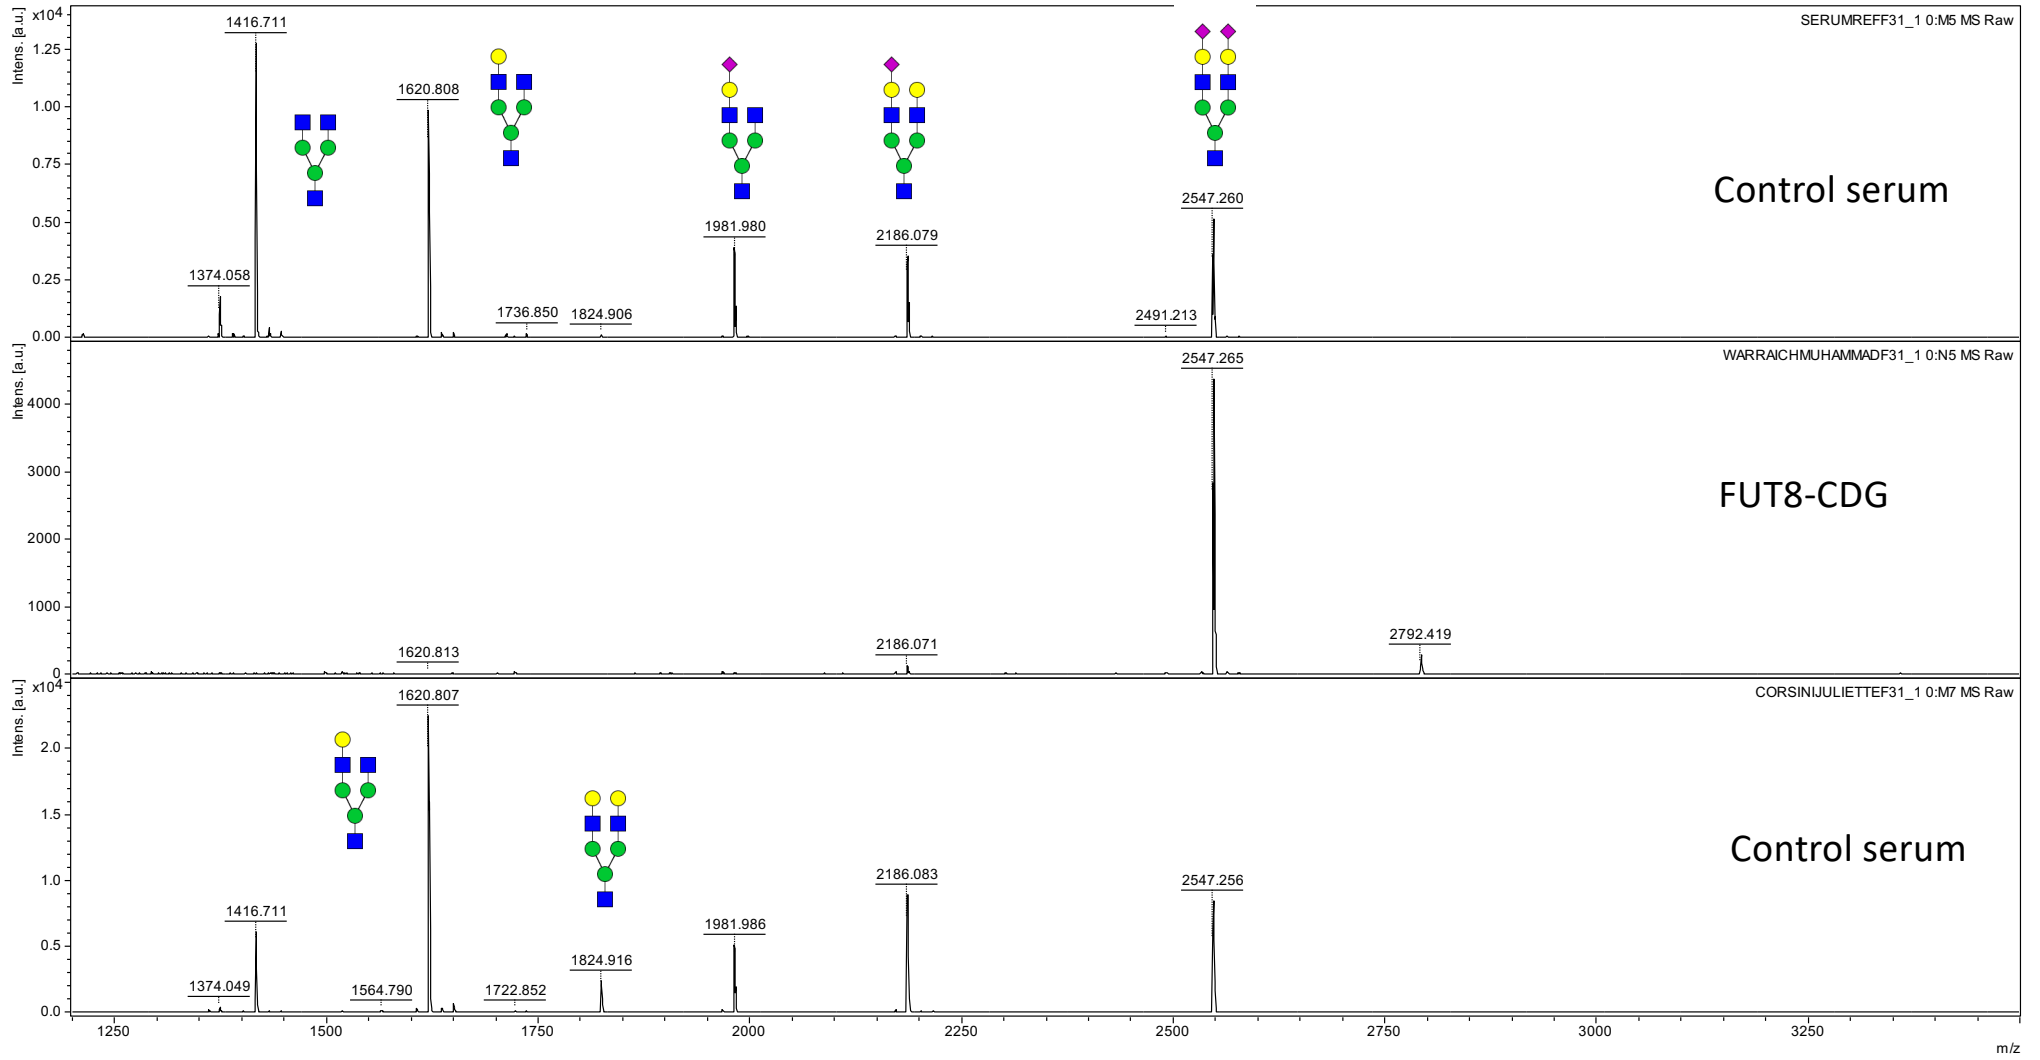 Intens. [a.u.]
x10⁴
SERUMREFF31_1 0:M5 MS Raw
1.25
1.00
0.75
0.50
0.25
0.00
1416.711
1620.808
1981.980
2186.079
2547.260
1374.058
1736.850
1824.906
2491.213
Control serum
Intens. [a.u.]
WARRAICHMUHAMMADF31_1 0:N5 MS Raw
4000
3000
2000
1000
0
2547.265
1620.813
2186.071
2792.419
FUT8-CDG
Intens. [a.u.]
x10⁴
CORSINIJULIETTEF31_1 0:M7 MS Raw
2.0
1.5
1.0
0.5
0.0
1620.807
1416.711
2186.083
2547.256
1981.986
1824.916
1374.049
1564.790
1722.852
Control serum
1250 1500 1750 2000 2250 2500 2750 3000 3250
m/z